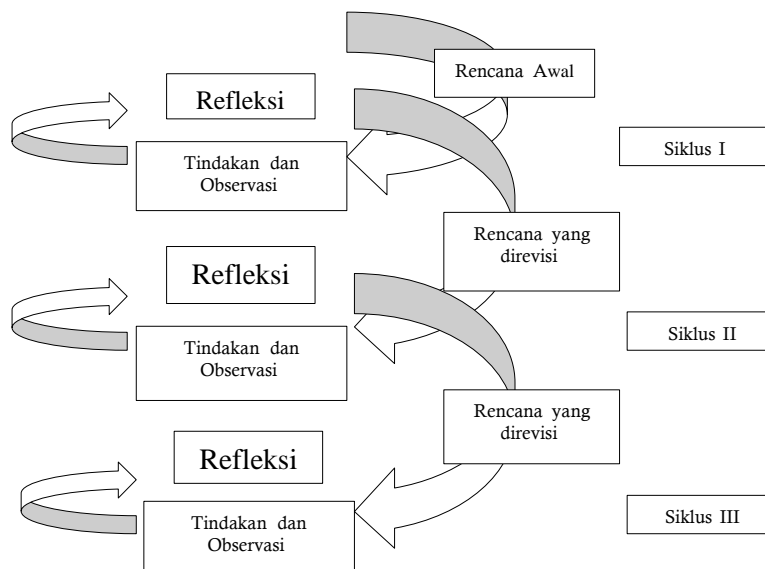 Rencana Awal
Refleksi
Tindakan dan
Observasi
Siklus I
Rencana yang
direvisi
Refleksi
Tindakan dan
Observasi
Siklus II
Rencana yang
direvisi
Refleksi
Tindakan dan
Observasi
Siklus III